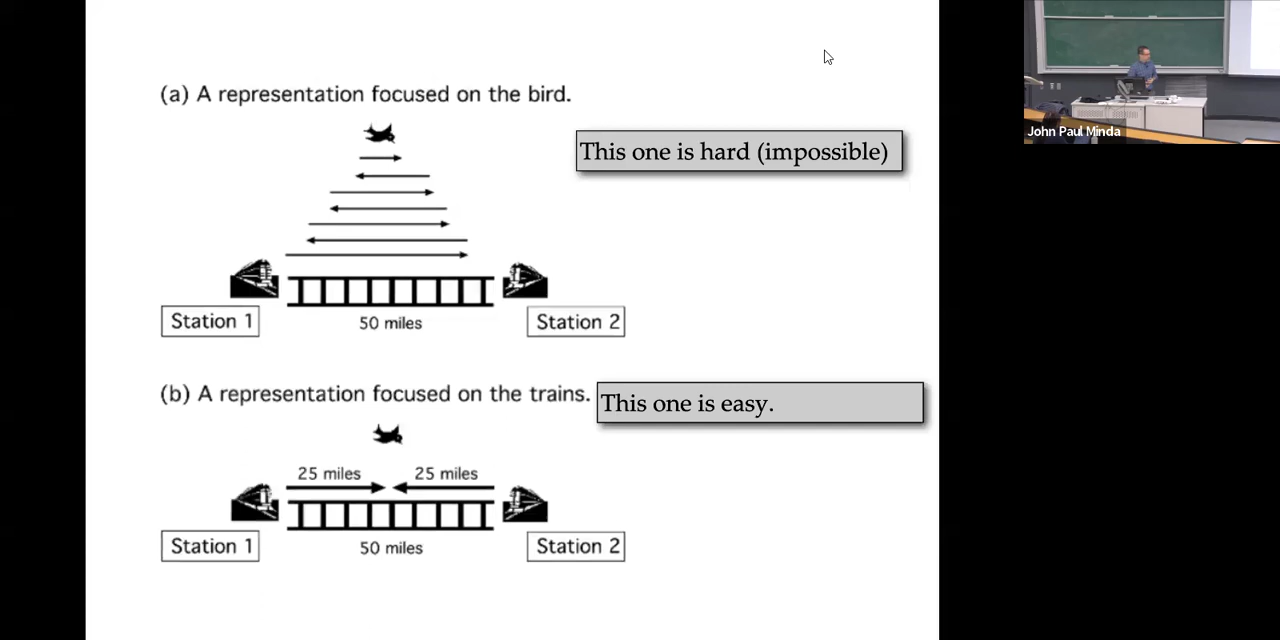 (a) A representation focused on the bird.
This one is hard (impossible)
Station 1
50 miles
Station 2
(b) A representation focused on the trains.
This one is easy.
25 miles
25 miles
Station 1
50 miles
Station 2
John Paul Minda